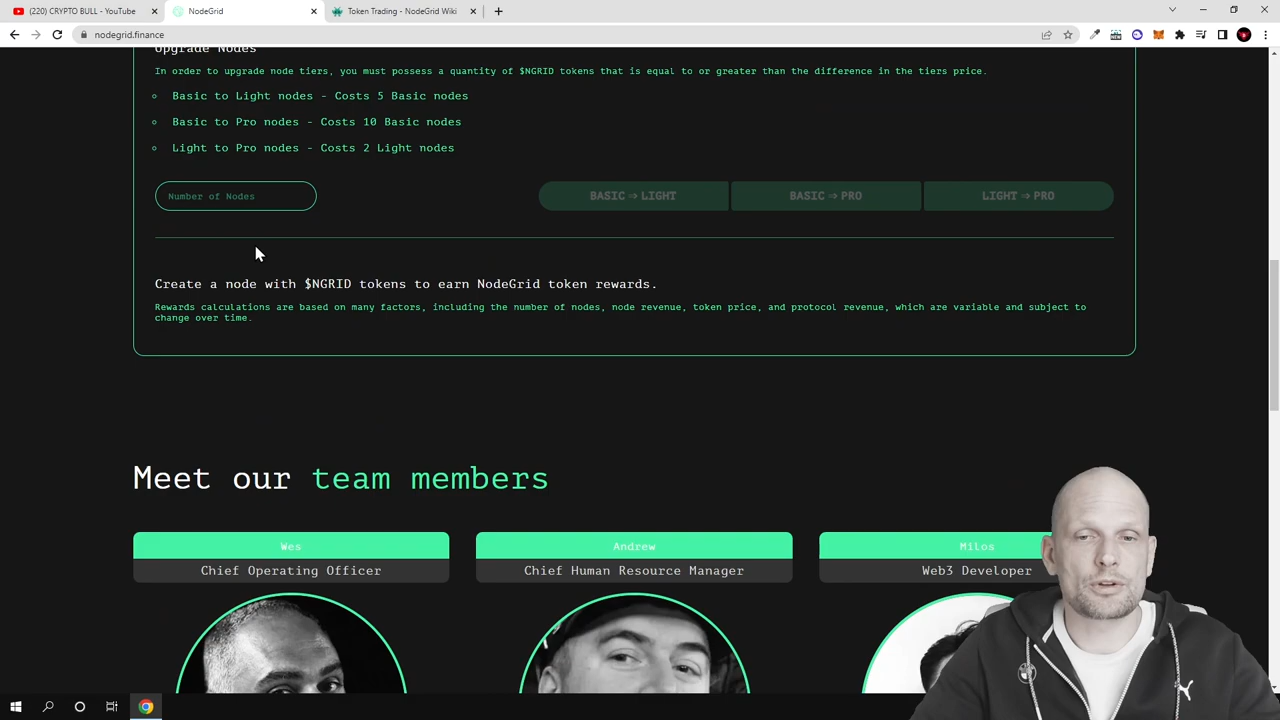 (220) CRYPTO BULL - YouTube
NodeGrid
Token Trading - NodeGrid Wiki
nodegrid.finance
Upgrade Nodes
In order to upgrade node tiers, you must possess a quantity of $NGRID tokens that is equal to or greater than the difference in the tiers price.
Basic to Light nodes - Costs 5 Basic nodes
Basic to Pro nodes - Costs 10 Basic nodes
Light to Pro nodes - Costs 2 Light nodes
Number of Nodes
BASIC ⇒ LIGHT
BASIC ⇒ PRO
LIGHT ⇒ PRO
Create a node with $NGRID tokens to earn NodeGrid token rewards.
Rewards calculations are based on many factors, including the number of nodes, node revenue, token price, and protocol revenue, which are variable and subject to
change over time.
Meet our team members
Wes
Andrew
Milos
Chief Operating Officer
Chief Human Resource Manager
Web3 Developer